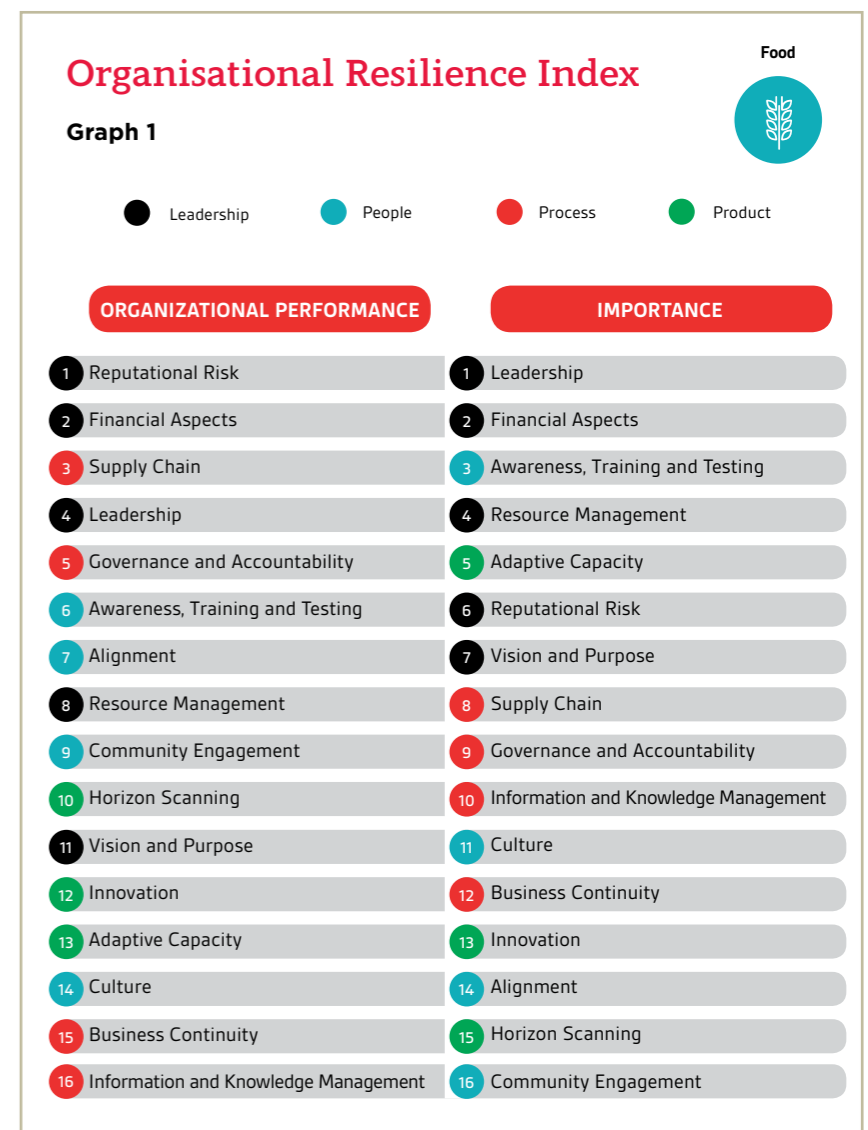 Organisational Resilience Index
Food
Graph 1
Leadership
People
Process
Product
ORGANIZATIONAL PERFORMANCE
1 Reputational Risk
2 Financial Aspects
3 Supply Chain
4 Leadership
5 Governance and Accountability
6 Awareness, Training and Testing
7 Alignment
8 Resource Management
9 Community Engagement
10 Horizon Scanning
11 Vision and Purpose
12 Innovation
13 Adaptive Capacity
14 Culture
15 Business Continuity
16 Information and Knowledge Management
IMPORTANCE
1 Leadership
2 Financial Aspects
3 Awareness, Training and Testing
4 Resource Management
5 Adaptive Capacity
6 Reputational Risk
7 Vision and Purpose
8 Supply Chain
9 Governance and Accountability
10 Information and Knowledge Management
11 Culture
12 Business Continuity
13 Innovation
14 Alignment
15 Horizon Scanning
16 Community Engagement